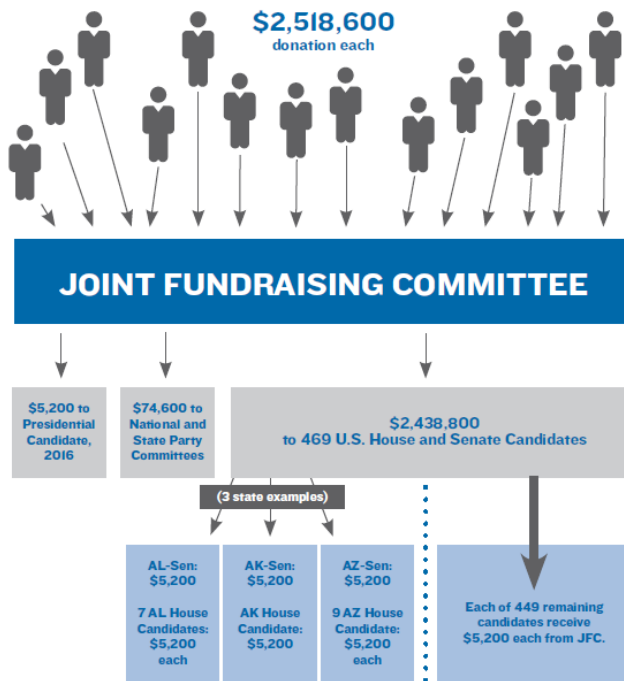 $2,518,600
donation each
JOINT FUNDRAISING COMMITTEE
$5,200 to
Presidential
Candidate,
2016
$74,600 to
National and
State Party
Committees
$2,438,800
to 469 U.S. House and Senate Candidates
(3 state examples)
AL-Sen:
$5,200
7 AL House
Candidates:
$5,200
each
AK-Sen:
$5,200
AK House
Candidate:
$5,200
AZ-Sen:
$5,200
9 AZ House
Candidate:
$5,200
each
Each of 449 remaining
candidates receive
$5,200 each from JFC.